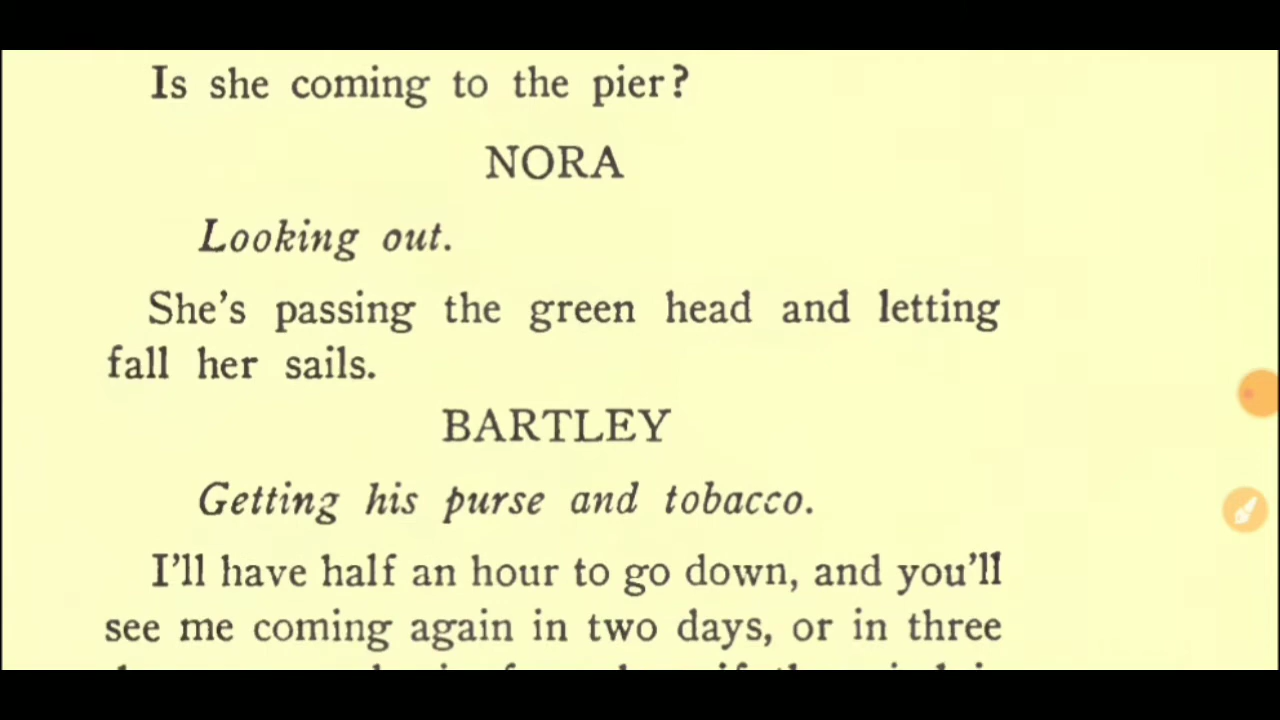 Is she coming to the pier?
NORA
Looking out.
She's passing the green head and letting
fall her sails.
BARTLEY
Getting his purse and tobacco.
I'll have half an hour to go down, and you'll
see me coming again in two days, or in three